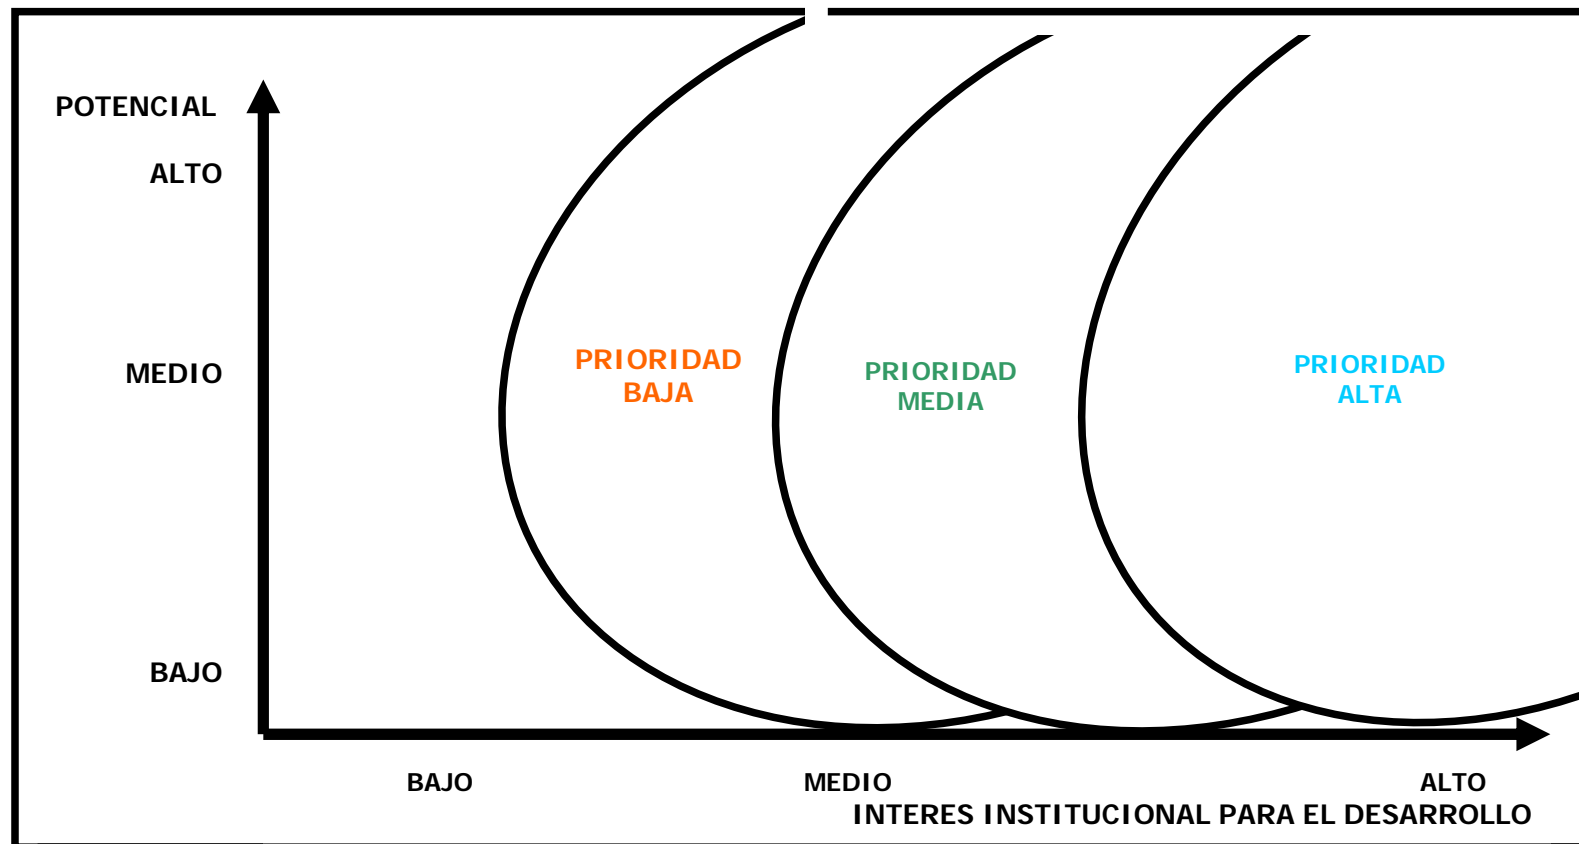 POTENCIAL
ALTO
MEDIO
BAJO
PRIORIDAD
BAJA
PRIORIDAD
MEDIA
PRIORIDAD
ALTA
BAJO
MEDIO
ALTO
INTERES INSTITUCIONAL PARA EL DESARROLLO